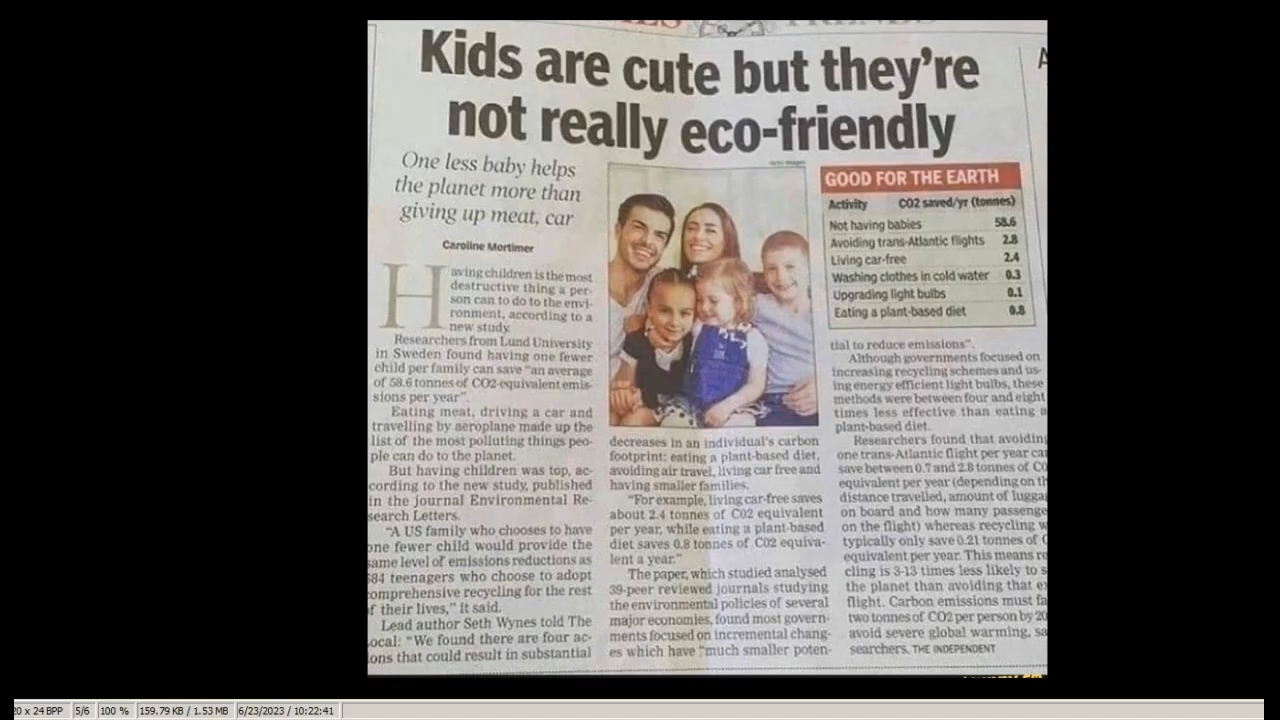 Kids are cute but they're
not really eco-friendly
One less baby helps
the planet more than
giving up meat, car
Caroline Mortimer
Having children is the most
destructive thing a per-
son can to do to the envi-
ronment, according to a
new study.
Researchers from Lund University
in Sweden found having one fewer
child per family can save "an average
of 58.6 tonnes of CO2-equivalent emis-
sions per year".
Eating meat, driving a car and
travelling by aeroplane made up the
list of the most polluting things peo-
ple can do to the planet.
But having children was top, ac-
cording to the new study, published
in the journal Environmental Re-
search Letters.
"A US family who chooses to have
one fewer child would provide the
same level of emissions reductions as
684 teenagers who choose to adopt
comprehensive recycling for the rest
of their lives," it said.
Lead author Seth Wynes told The
ocal: "We found there are four ac-
ions that could result in substantial
Getty Images
decreases in an individual's carbon
footprint: eating a plant-based diet,
avoiding air travel, living car free and
having smaller families.
"For example, living car-free saves
about 2.4 tonnes of C02 equivalent
per year, while eating a plant-based
diet saves 0.8 tonnes of C02 equiva-
lent a year."
The paper, which studied analysed
39-peer reviewed journals studying
the environmental policies of several
major economies, found most govern-
ments focused on incremental chang-
es which have "much smaller poten-
GOOD FOR THE EARTH
Activity CO2 saved/yr (tonnes)
Not having babies 58.6
Avoiding trans-Atlantic flights 2.8
Living car-free 2.4
Washing clothes in cold water 0.3
Upgrading light bulbs 0.1
Eating a plant-based diet 0.8
tial to reduce emissions".
Although governments focused on
increasing recycling schemes and us-
ing energy efficient light bulbs, these
methods were between four and eight
times less effective than eating a
plant-based diet.
Researchers found that avoiding
one trans-Atlantic flight per year ca
save between 0.7 and 2.8 tonnes of C
equivalent per year (depending on th
distance travelled, amount of lugga
on board and how many passenge
on the flight) whereas recycling w
typically only save 0.21 tonnes of C
equivalent per year. This means re
cling is 3-13 times less likely to s
the planet than avoiding that e
flight. Carbon emissions must fa
two tonnes of CO2 per person by 20
avoid severe global warming, sa
searchers. THE INDEPENDENT
20 x 24 BPP 5/6 100 % 159.79 KB / 1.53 MB 6/23/2023 / 10:22:41